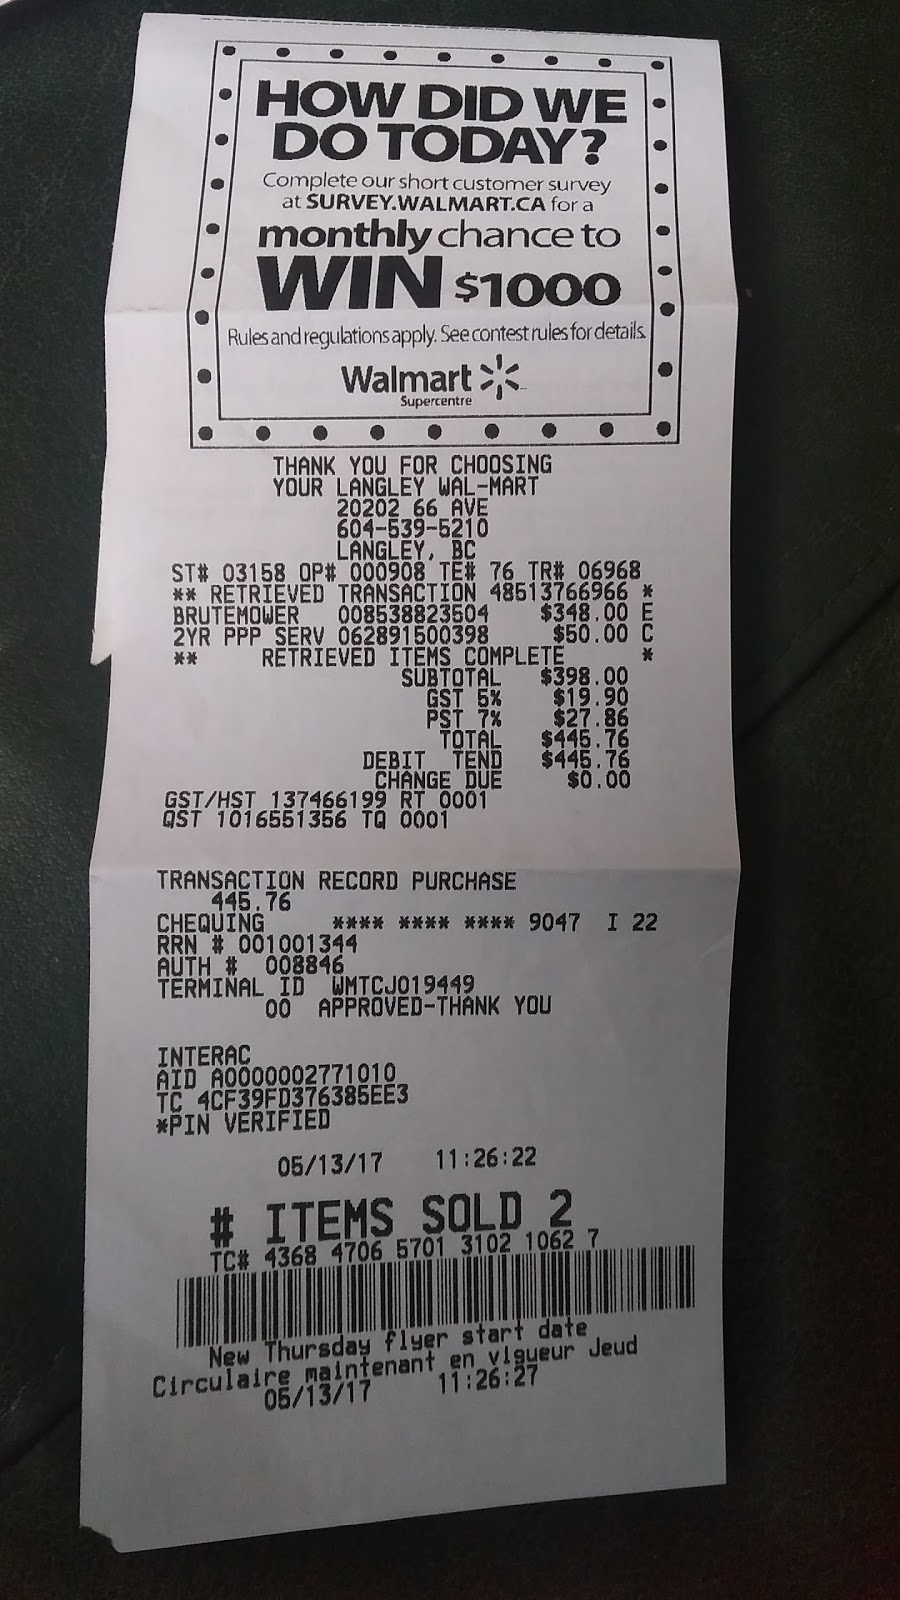 HOW DID WE
DO TODAY?
Complete our short customer survey
at SURVEY.WALMART.CA for a
monthly chance to
WIN $1000
Rules and regulations apply. See contest rules for details.
Walmart
Supercentre
THANK YOU FOR CHOOSING
YOUR LANGLEY WAL-MART
20202 66 AVE
604-539-5210
LANGLEY, BC
ST# 03158 OP# 000908 TE# 76 TR# 06968
** RETRIEVED TRANSACTION 48513766966 *
BRUTEMOWER 008538823504 $348.00 E
2YR PPP SERV 062891500398 $50.00 C
** RETRIEVED ITEMS COMPLETE *
SUBTOTAL $398.00
GST 5% $19.90
PST 7% $27.86
TOTAL $445.76
DEBIT TEND $445.76
CHANGE DUE $0.00
GST/HST 137466199 RT 0001
QST 1016551356 TQ 0001
TRANSACTION RECORD PURCHASE
445.76
CHEQUING **** **** **** 9047 I 22
RRN # 001001344
AUTH # 008846
TERMINAL ID WMTCJ019449
00 APPROVED-THANK YOU
INTERAC
AID A0000002771010
TC 4CF39FD376385EE3
*PIN VERIFIED
05/13/17 11:26:22
# ITEMS SOLD 2
TC# 4368 4706 5701 3102 1062 7
New Thursday flyer start date
Circulaire maintenant en vigueur Jeud
05/13/17 11:26:27